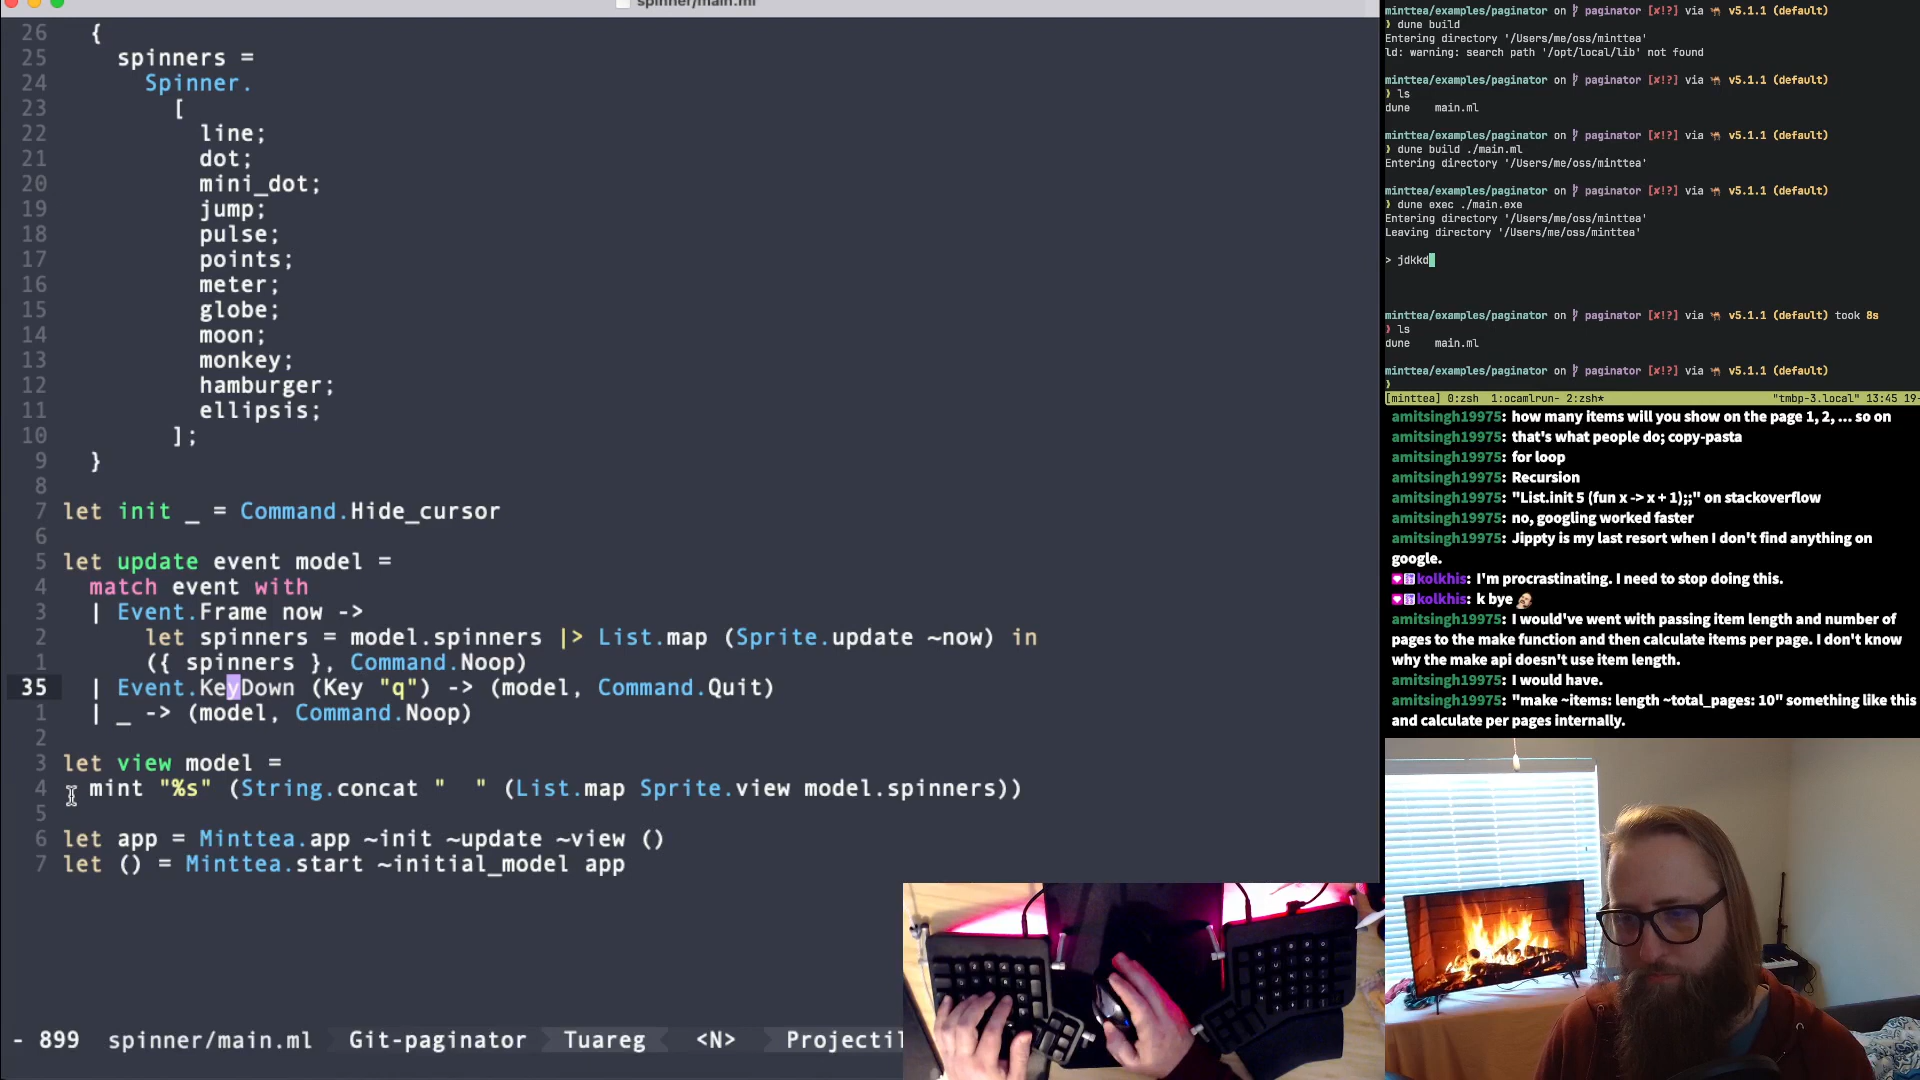 spinner/main.ml
26 {
25 spinners =
24 Spinner.
23 [
22 line;
21 dot;
20 mini_dot;
19 jump;
18 pulse;
17 points;
16 meter;
15 globe;
14 moon;
13 monkey;
12 hamburger;
11 ellipsis;
10 ];
9 }
8
7 let init _ = Command.Hide_cursor
6
5 let update event model =
4 match event with
3 | Event.Frame now ->
2 let spinners = model.spinners |> List.map (Sprite.update ~now) in
1 ({ spinners }, Command.Noop)
35 | Event.KeyDown (Key "q") -> (model, Command.Quit)
1 | _ -> (model, Command.Noop)
2
3 let view model =
4 mint "%s" (String.concat "  " (List.map Sprite.view model.spinners))
5
6 let app = Minttea.app ~init ~update ~view ()
7 let () = Minttea.start ~initial_model app
- 899 spinner/main.ml Git-paginator Tuareg <N> Projectil
minttea/examples/paginator on paginator [✘!?] via 🐫 v5.1.1 (default)
❯ dune build
Entering directory '/Users/me/oss/minttea'
ld: warning: search path '/opt/local/lib' not found
minttea/examples/paginator on paginator [✘!?] via 🐫 v5.1.1 (default)
❯ ls
dune main.ml
minttea/examples/paginator on paginator [✘!?] via 🐫 v5.1.1 (default)
❯ dune build ./main.ml
Entering directory '/Users/me/oss/minttea'
minttea/examples/paginator on paginator [✘!?] via 🐫 v5.1.1 (default)
❯ dune exec ./main.exe
Entering directory '/Users/me/oss/minttea'
Leaving directory '/Users/me/oss/minttea'
> jdkkd
minttea/examples/paginator on paginator [✘!?] via 🐫 v5.1.1 (default) took 8s
❯ ls
dune main.ml
minttea/examples/paginator on paginator [✘!?] via 🐫 v5.1.1 (default)
❯
[minttea] 0:zsh 1:ocamlrun- 2:zsh* "tmbp-3.local" 13:45 19-
amitsingh19975: how many items will you show on the page 1, 2, ... so on
amitsingh19975: that's what people do; copy-pasta
amitsingh19975: for loop
amitsingh19975: Recursion
amitsingh19975: "List.init 5 (fun x -> x + 1);;" on stackoverflow
amitsingh19975: no, googling worked faster
amitsingh19975: Jippty is my last resort when I don't find anything on
google.
kolkhis: I'm procrastinating. I need to stop doing this.
kolkhis: k bye
amitsingh19975: I would've went with passing item length and number of
pages to the make function and then calculate items per page. I don't know
why the make api doesn't use item length.
amitsingh19975: I would have.
amitsingh19975: "make ~items: length ~total_pages: 10" something like this
and calculate per pages internally.